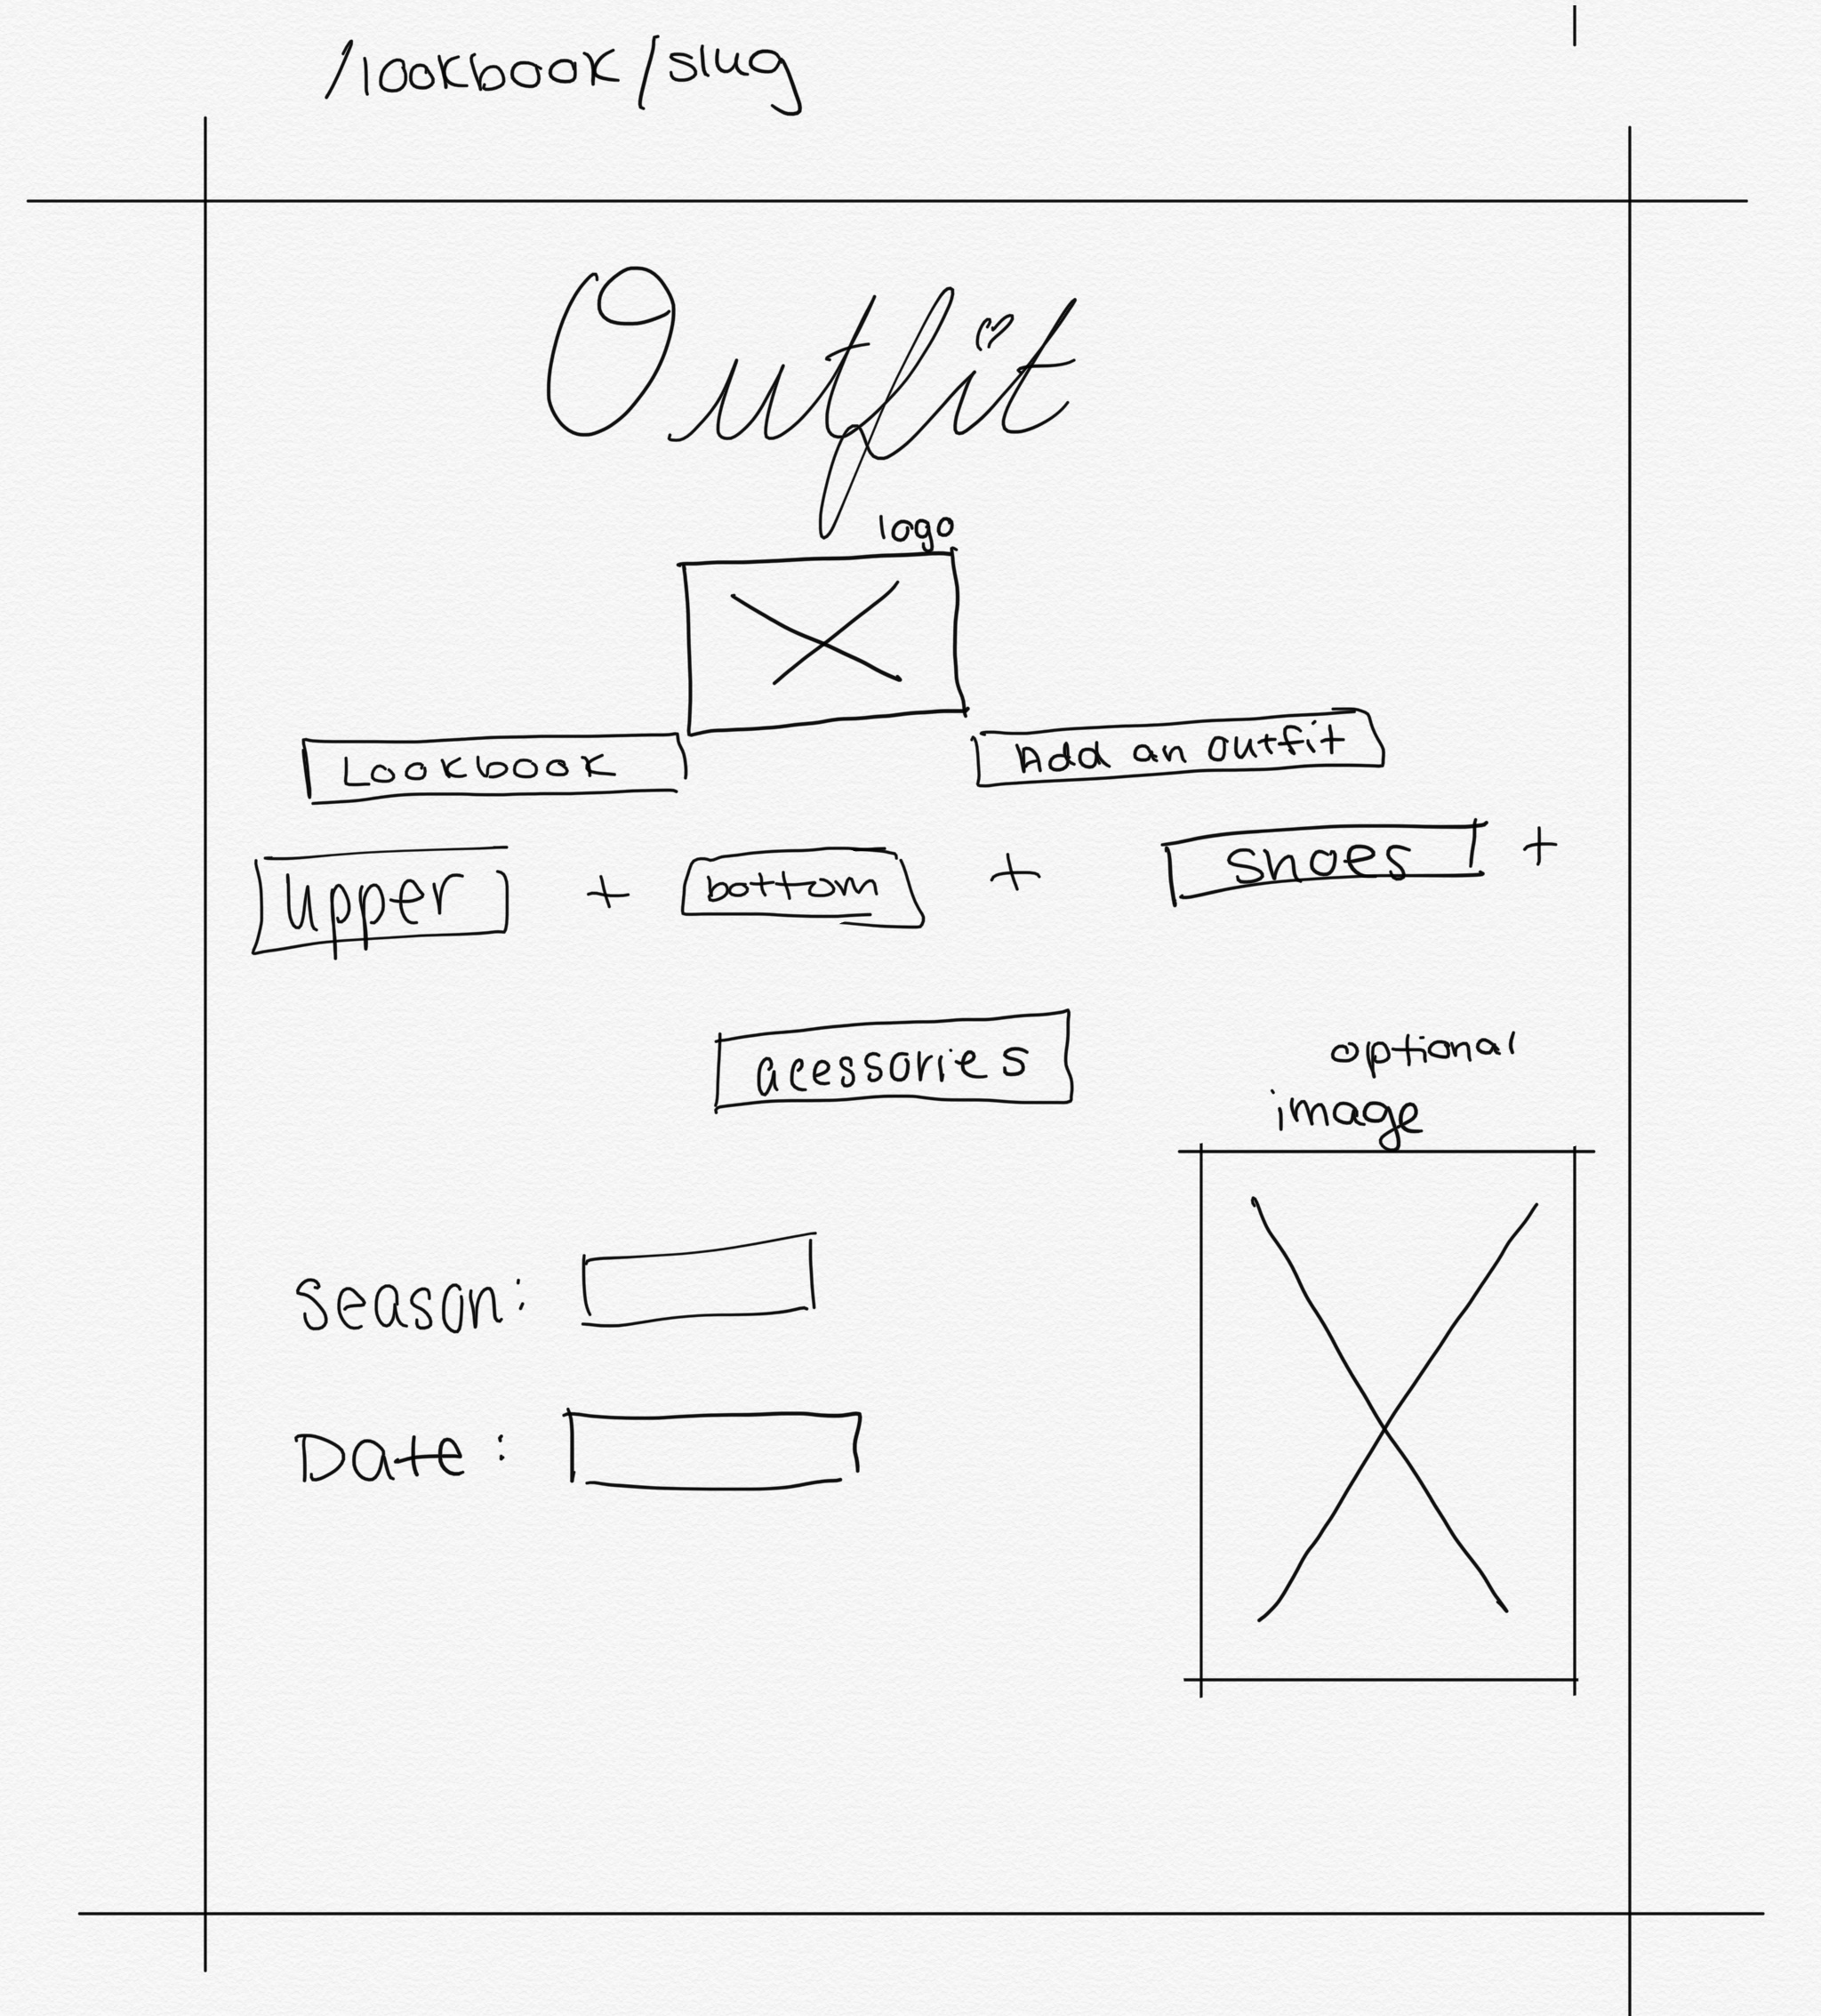 /lookbook/slug
Outfit
logo
Lookbook
Add an outfit
upper + bottom + shoes +
acessories
optional
image
Season:
Date: